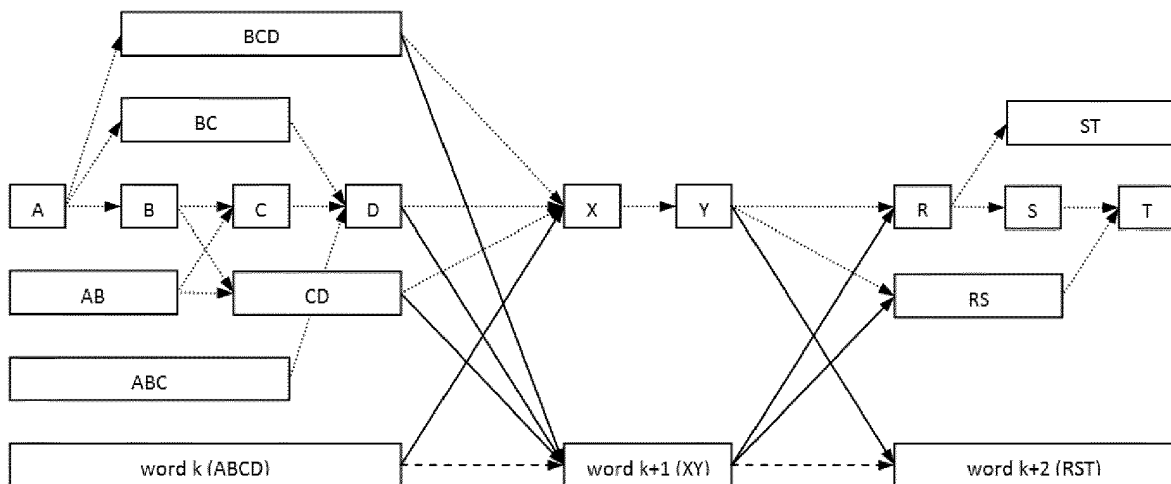 BCD
BC ST
A B C D X Y R S T
AB CD RS
ABC
word k (ABCD) word k+1 (XY) word k+2 (RST)